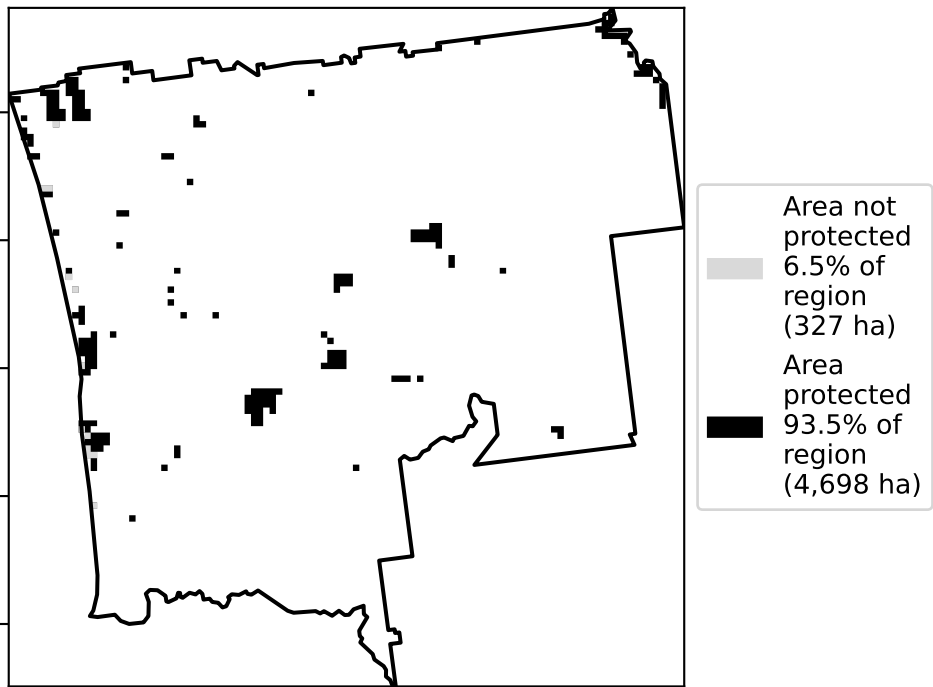 Area not
protected
6.5% of
region
(327 ha)
Area
protected
93.5% of
region
(4,698 ha)